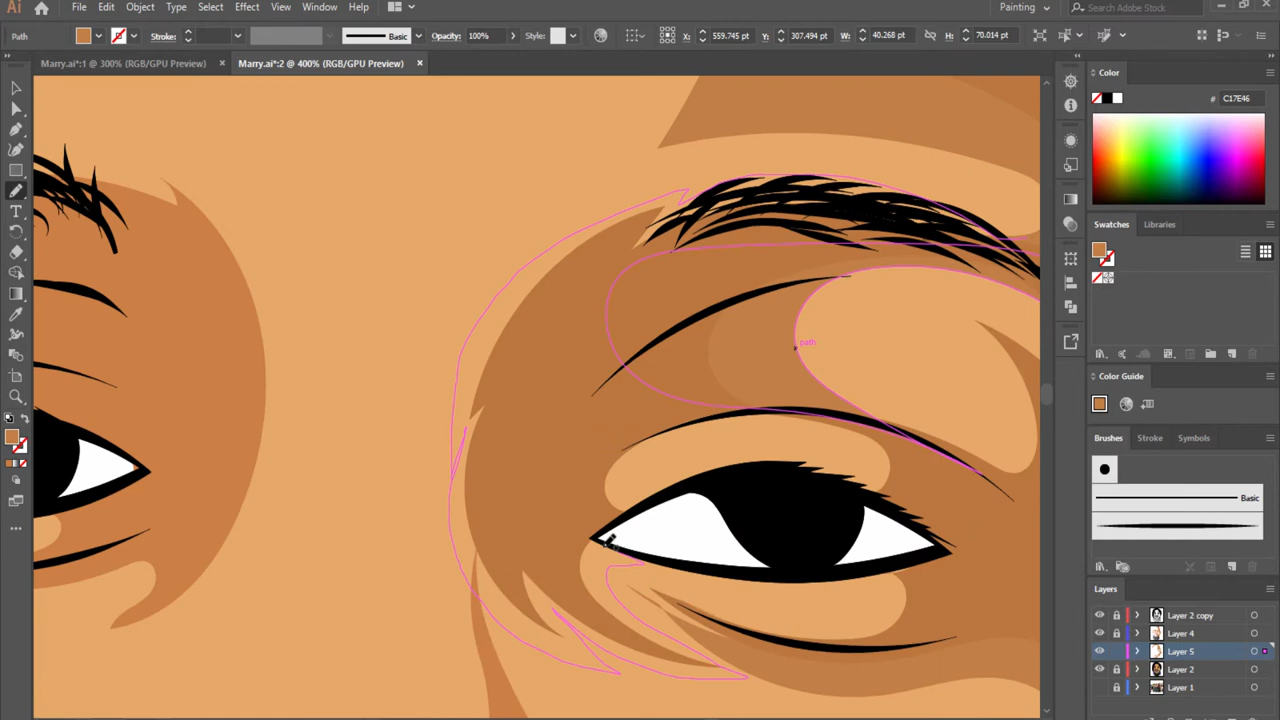 Ai File Edit Object Type Select Effect View Window Help Painting Search Adobe Stock
Path Stroke: Basic Opacity: 100% Style: X: 559.745 pt Y: 307.494 pt W: 40.268 pt H: 70.014 pt
Marry.ai*:1 @ 300% (RGB/GPU Preview) × Marry.ai*:2 @ 400% (RGB/GPU Preview) ×
Color
# C17E46
Swatches Libraries
path
Color Guide
Brushes Stroke Symbols
Basic
Layers
Layer 2 copy
Layer 4
Layer 5
Layer 2
Layer 1